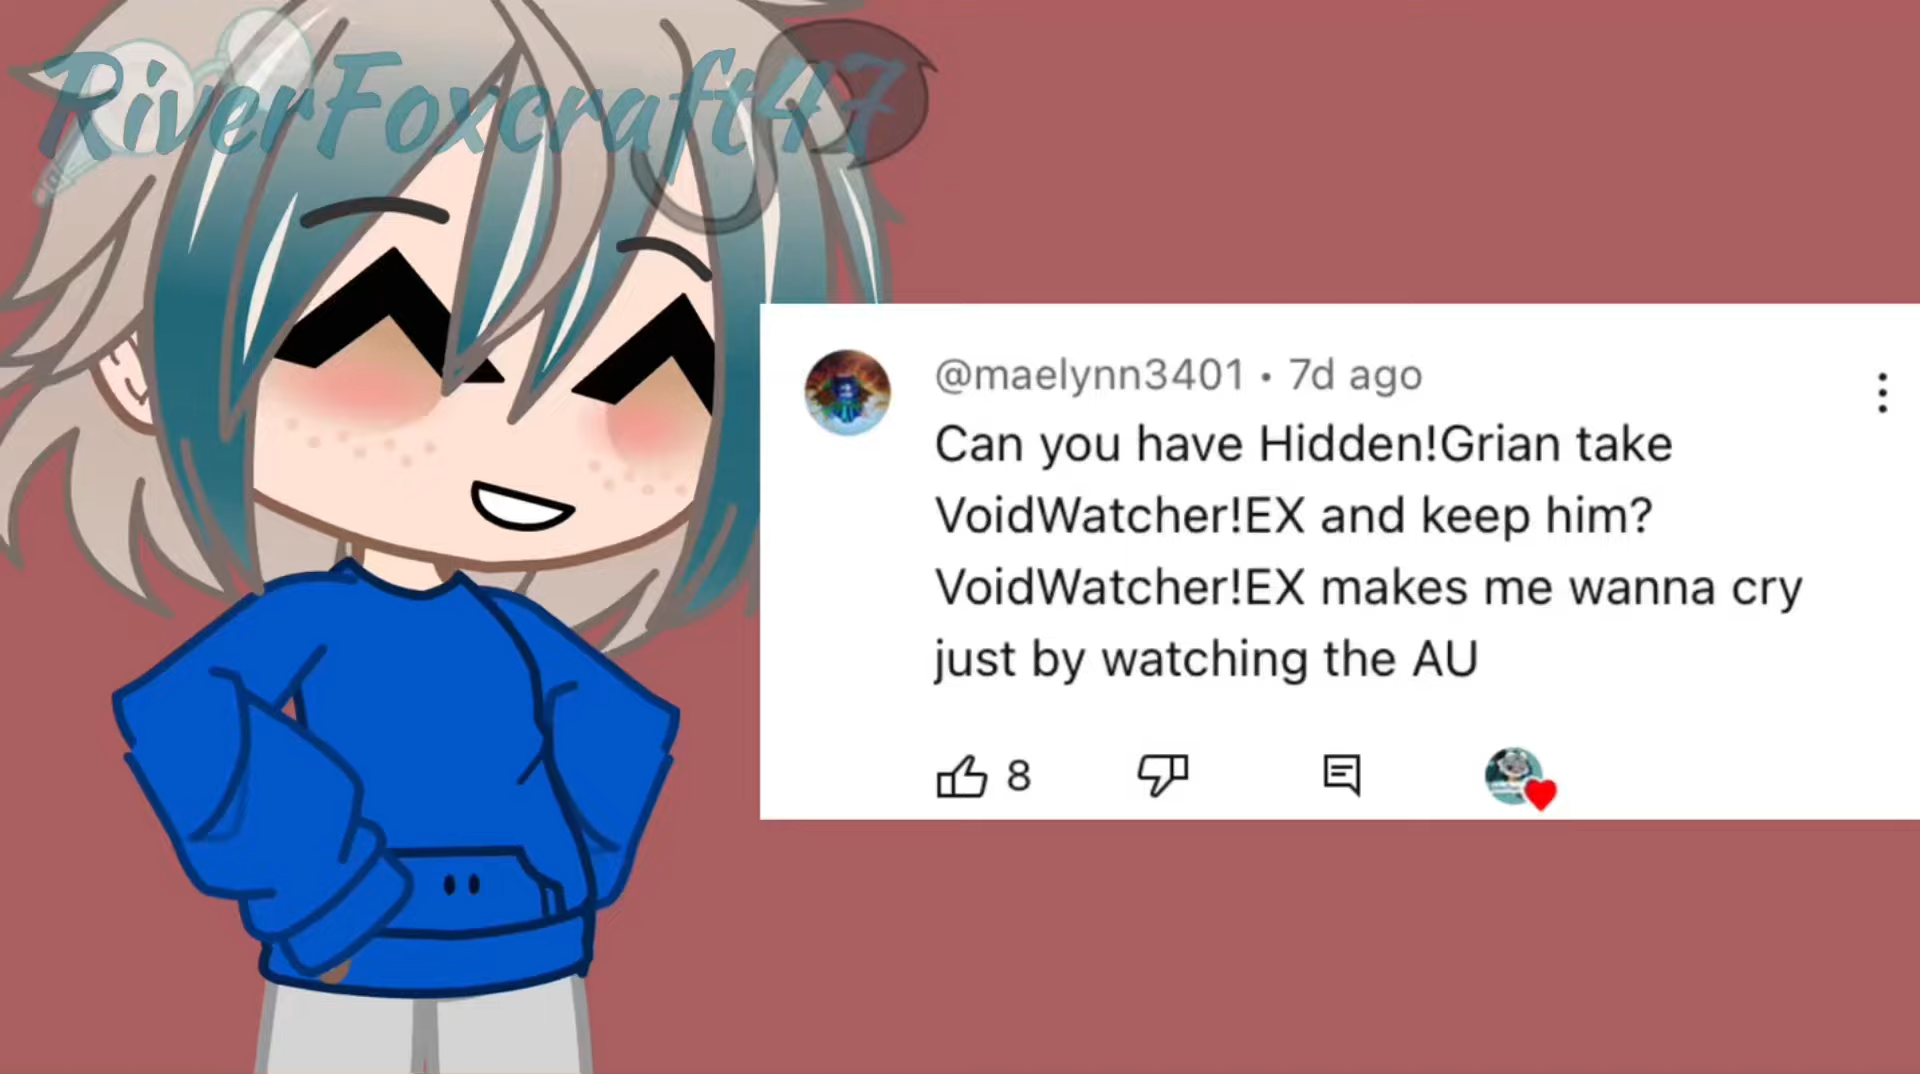 RiverFoxcraft47
@maelynn3401 • 7d ago
Can you have Hidden!Grian take
VoidWatcher!EX and keep him?
VoidWatcher!EX makes me wanna cry
just by watching the AU
8